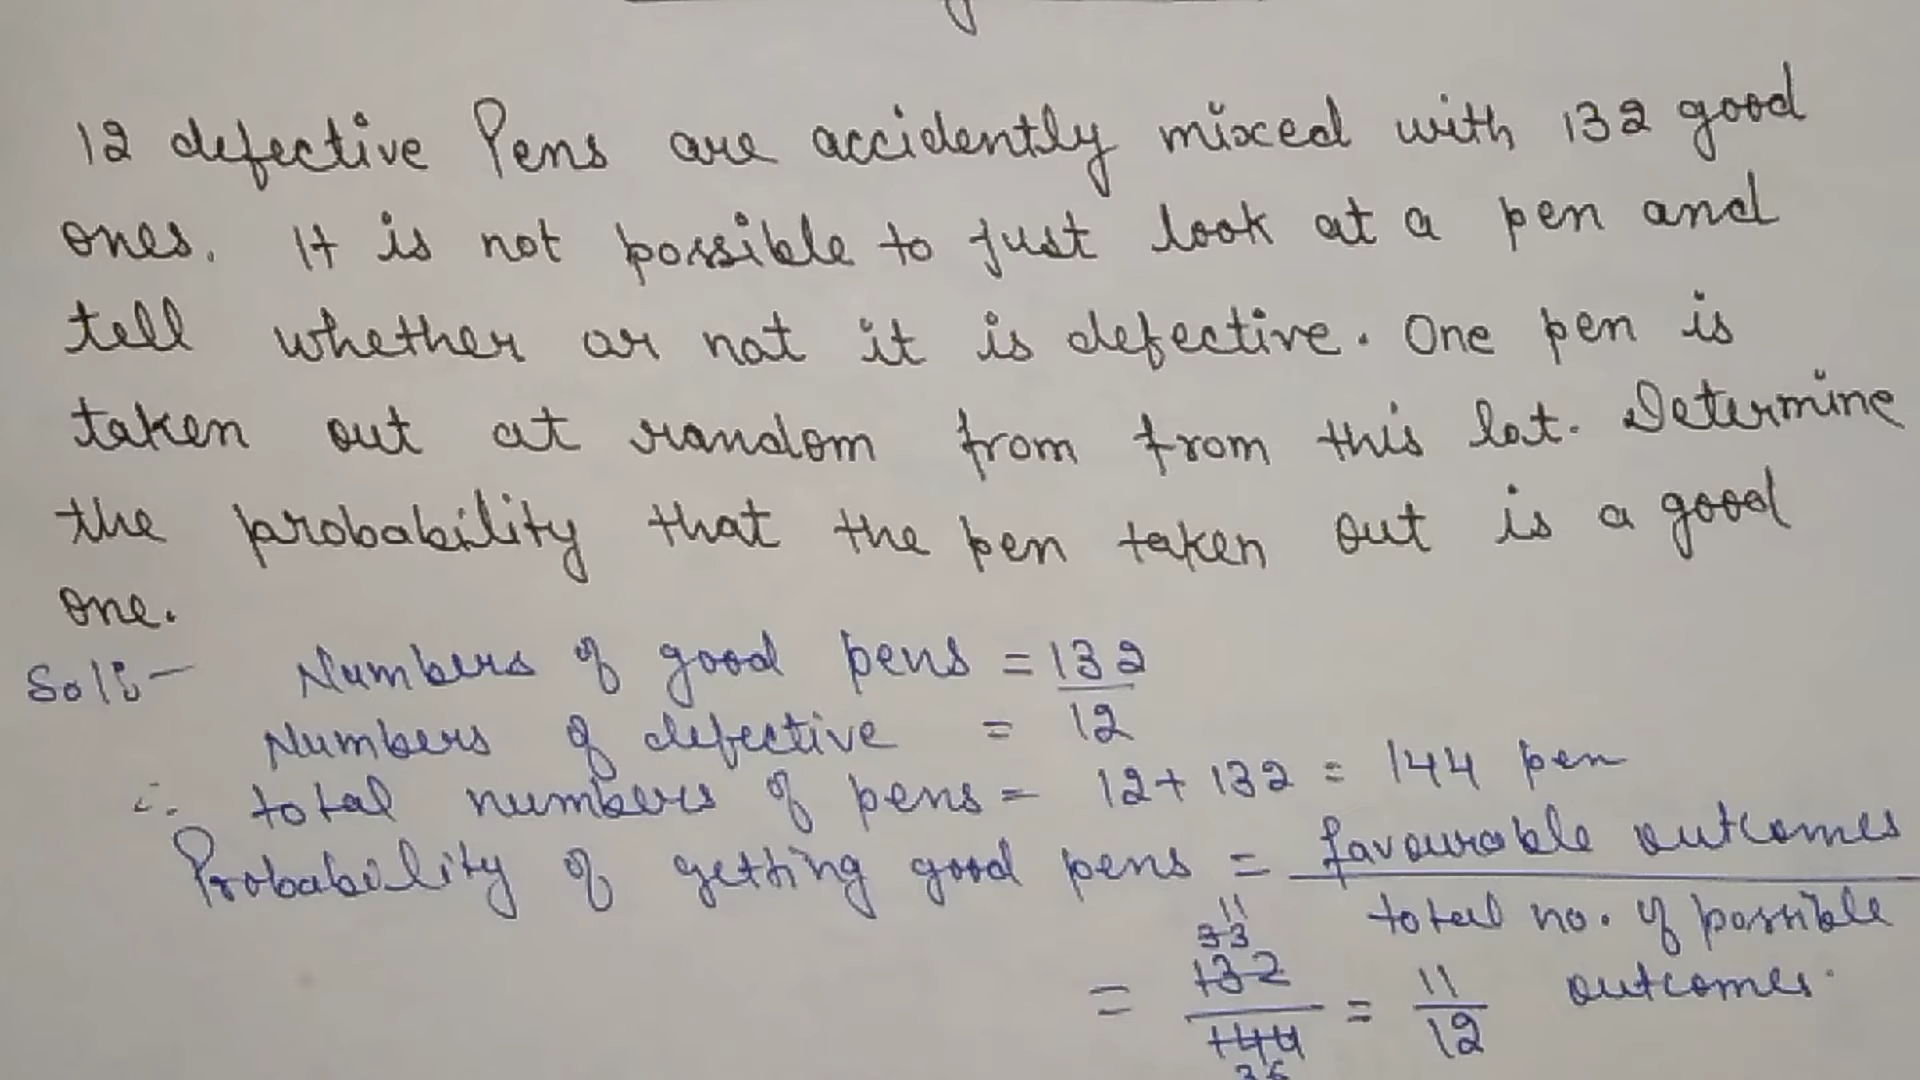 12 defective Pens are accidently mixed with 132 good
ones. It is not possible to just look at a pen and
tell whether or not it is defective. One pen is
taken out at random from from this lot. Determine
the probability that the pen taken out is a good
one.
Sol:- Numbers of good pens = 132
Numbers of defective = 12
∴ total numbers of pens = 12 + 132 = 144 pen
Probability of getting good pens = favourable outcomes
total no. of possible
11
33
= 132 / 144 = 11 / 12 outcomes.
36